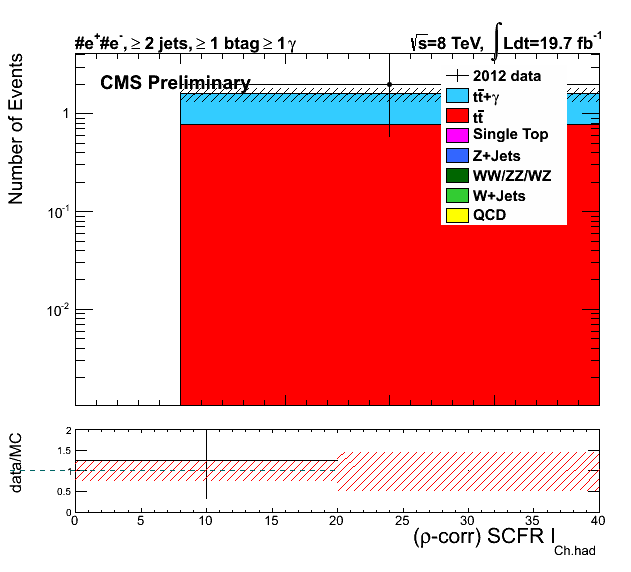 #e⁺#e⁻, ≥ 2 jets, ≥ 1 btag ≥ 1 γ
√s=8 TeV, ∫ Ldt=19.7 fb⁻¹
CMS Preliminary
2012 data
tt̄+γ
tt̄
Single Top
Z+Jets
WW/ZZ/WZ
W+Jets
QCD
Number of Events
1
10⁻¹
10⁻²
data/MC
2
1.5
1
0.5
0
0 5 10 15 20 25 30 35 40
(ρ-corr) SCFR I_Ch.had